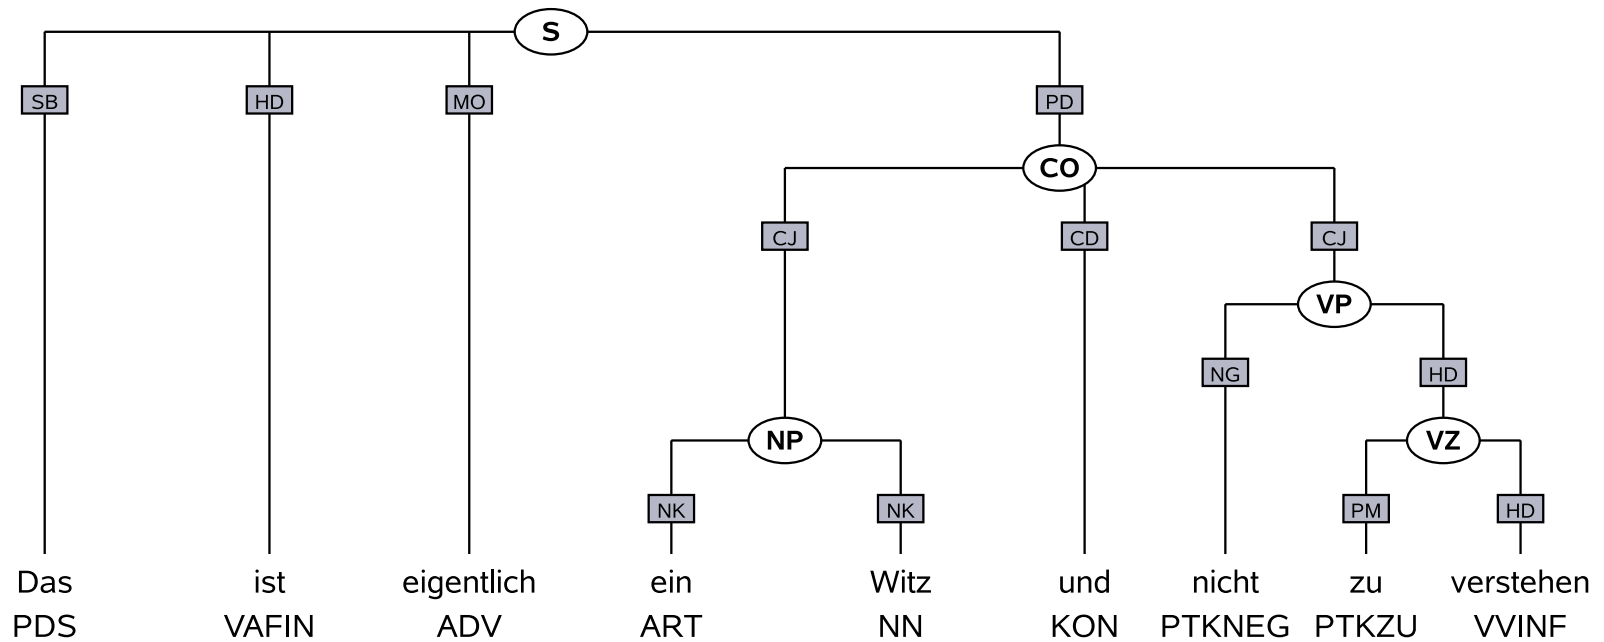 S
SB HD MO PD
CO
CJ CD CJ
VP
NG HD
NP VZ
NK NK PM HD
Das ist eigentlich ein Witz und nicht zu verstehen
PDS VAFIN ADV ART NN KON PTKNEG PTKZU VVINF